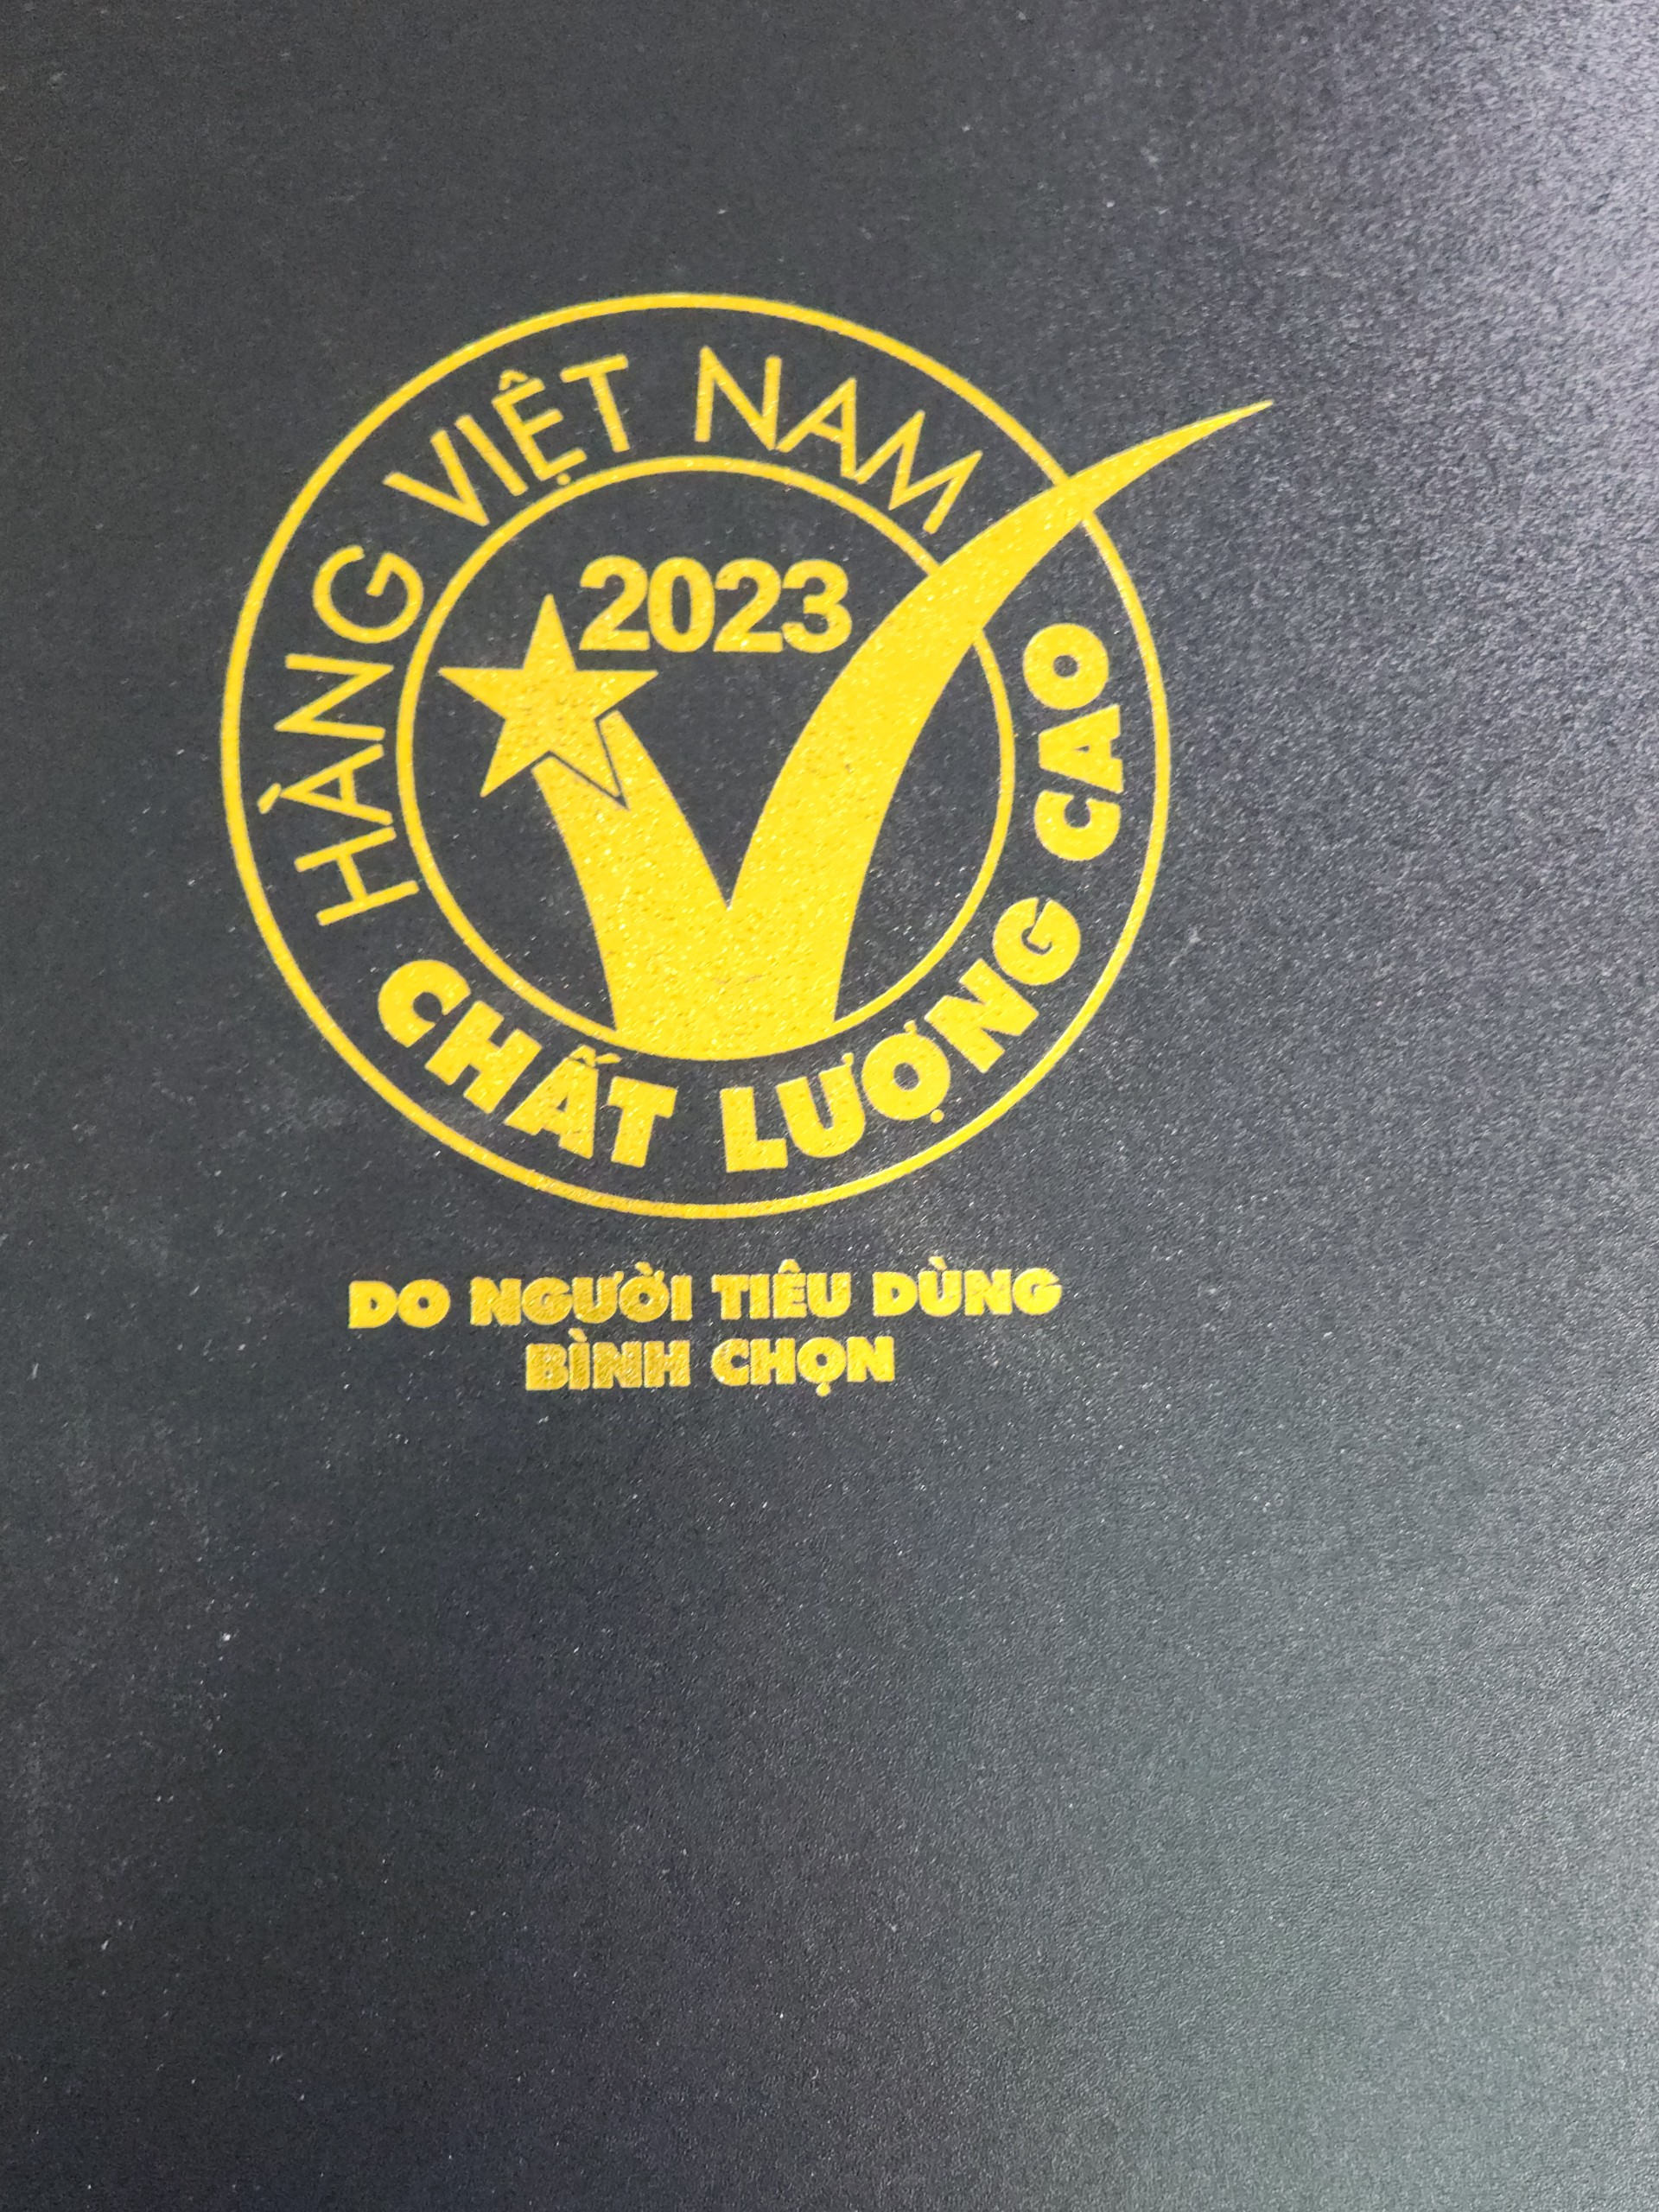 HÀNG VIỆT NAM
2023
CHẤT LƯỢNG CAO
DO NGƯỜI TIÊU DÙNG
BÌNH CHỌN